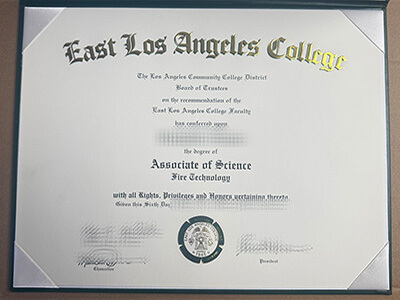 East Los Angeles College
The Los Angeles Community College District
Board of Trustees
on the recommendation of the
East Los Angeles College Faculty
has conferred upon
the degree of
Associate of Science
Fire Technology
with all Rights, Privileges and Honors pertaining thereto.
Given this Sixth Day
Chancellor
President